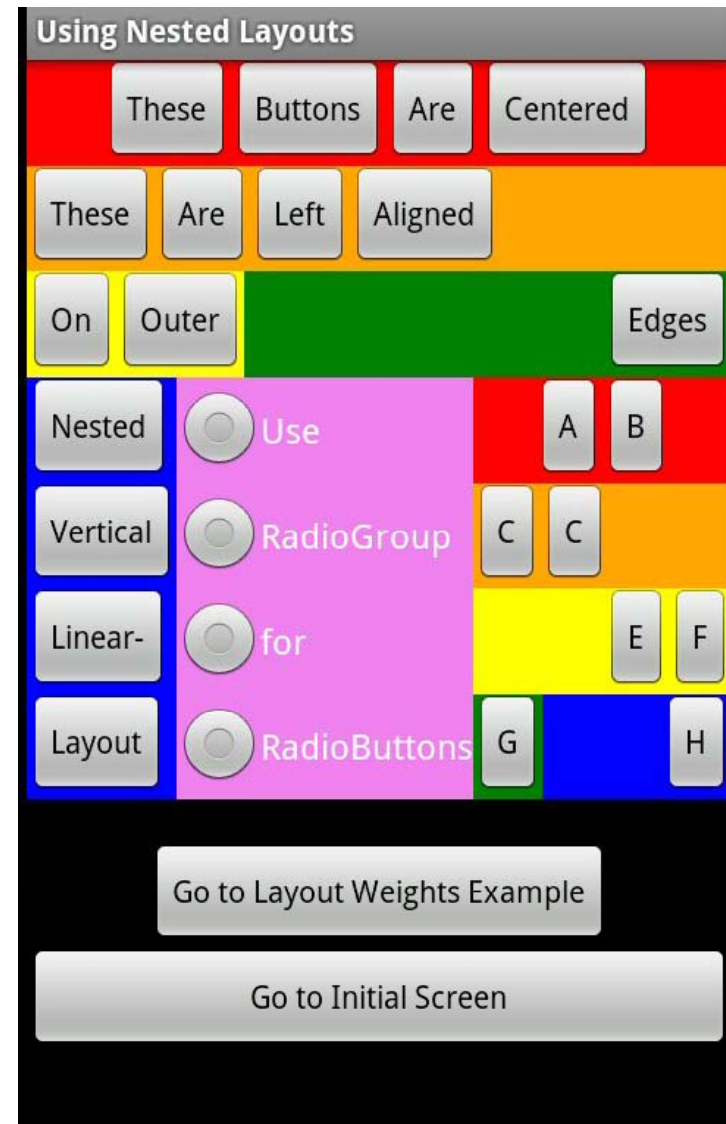 Using Nested Layouts
These Buttons Are Centered
These Are Left Aligned
On Outer Edges
Nested Use A B
Vertical RadioGroup C C
Linear- for E F
Layout RadioButtons G H
Go to Layout Weights Example
Go to Initial Screen